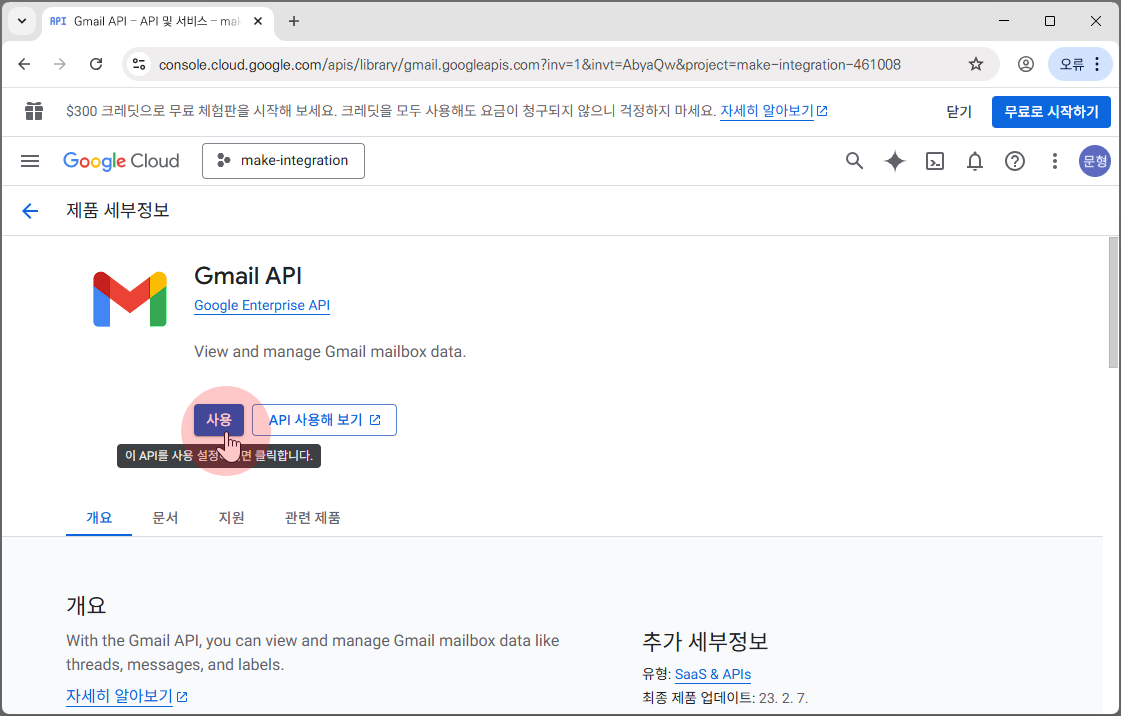 API Gmail API – API 및 서비스 – mak
console.cloud.google.com/apis/library/gmail.googleapis.com?inv=1&invt=AbyaQw&project=make-integration-461008
오류
$300 크레딧으로 무료 체험판을 시작해 보세요. 크레딧을 모두 사용해도 요금이 청구되지 않으니 걱정하지 마세요. 자세히 알아보기
닫기
무료로 시작하기
Google Cloud
make-integration
문형
제품 세부정보
Gmail API
Google Enterprise API
View and manage Gmail mailbox data.
사용
API 사용해 보기
이 API를 사용 설정 면 클릭합니다.
개요 문서 지원 관련 제품
개요
With the Gmail API, you can view and manage Gmail mailbox data like
threads, messages, and labels.
자세히 알아보기
추가 세부정보
유형: SaaS & APIs
최종 제품 업데이트: 23. 2. 7.